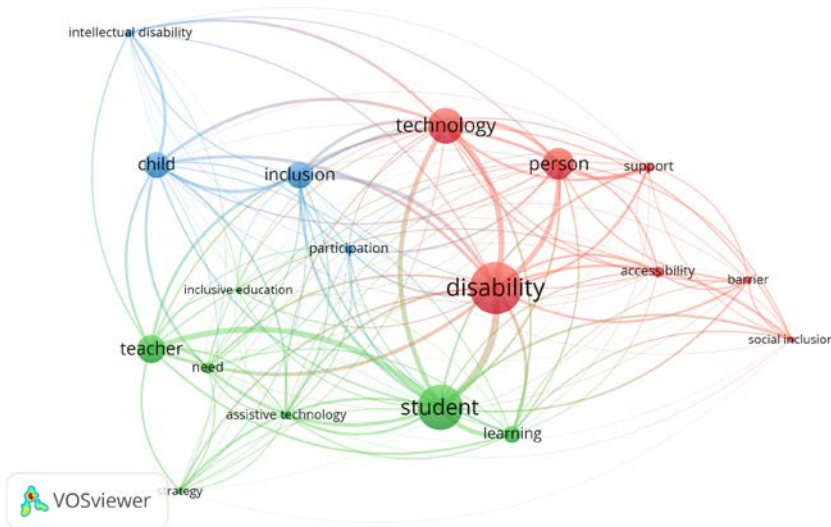 intellectual disability
technology
child
person
support
inclusion
participation
accessibility
barrier
inclusive education
disability
social inclusion
teacher
need
assistive technology
student
learning
strategy
VOSviewer